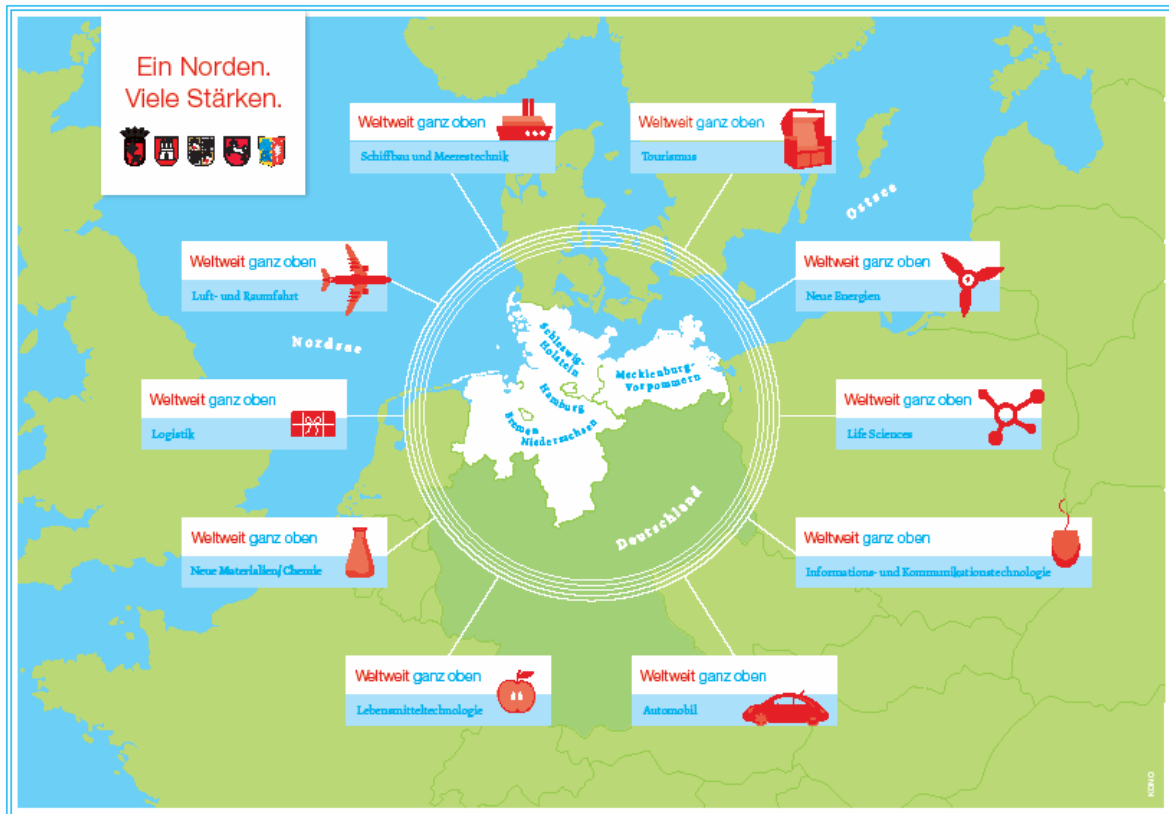 Ein Norden.
Viele Stärken.
Weltweit ganz oben
Schiffbau und Meerestechnik
Weltweit ganz oben
Tourismus
Ostsee
Weltweit ganz oben
Luft- und Raumfahrt
Weltweit ganz oben
Neue Energien
Nordsee
Schleswig-
Holstein
Mecklenburg-
Vorpommern
Hamburg
Bremen
Niedersachsen
Weltweit ganz oben
Logistik
Weltweit ganz oben
Life Sciences
Deutschland
Weltweit ganz oben
Neue Materialien/ Chemie
Weltweit ganz oben
Informations- und Kommunikationstechnologie
Weltweit ganz oben
Lebensmitteltechnologie
Weltweit ganz oben
Automobil